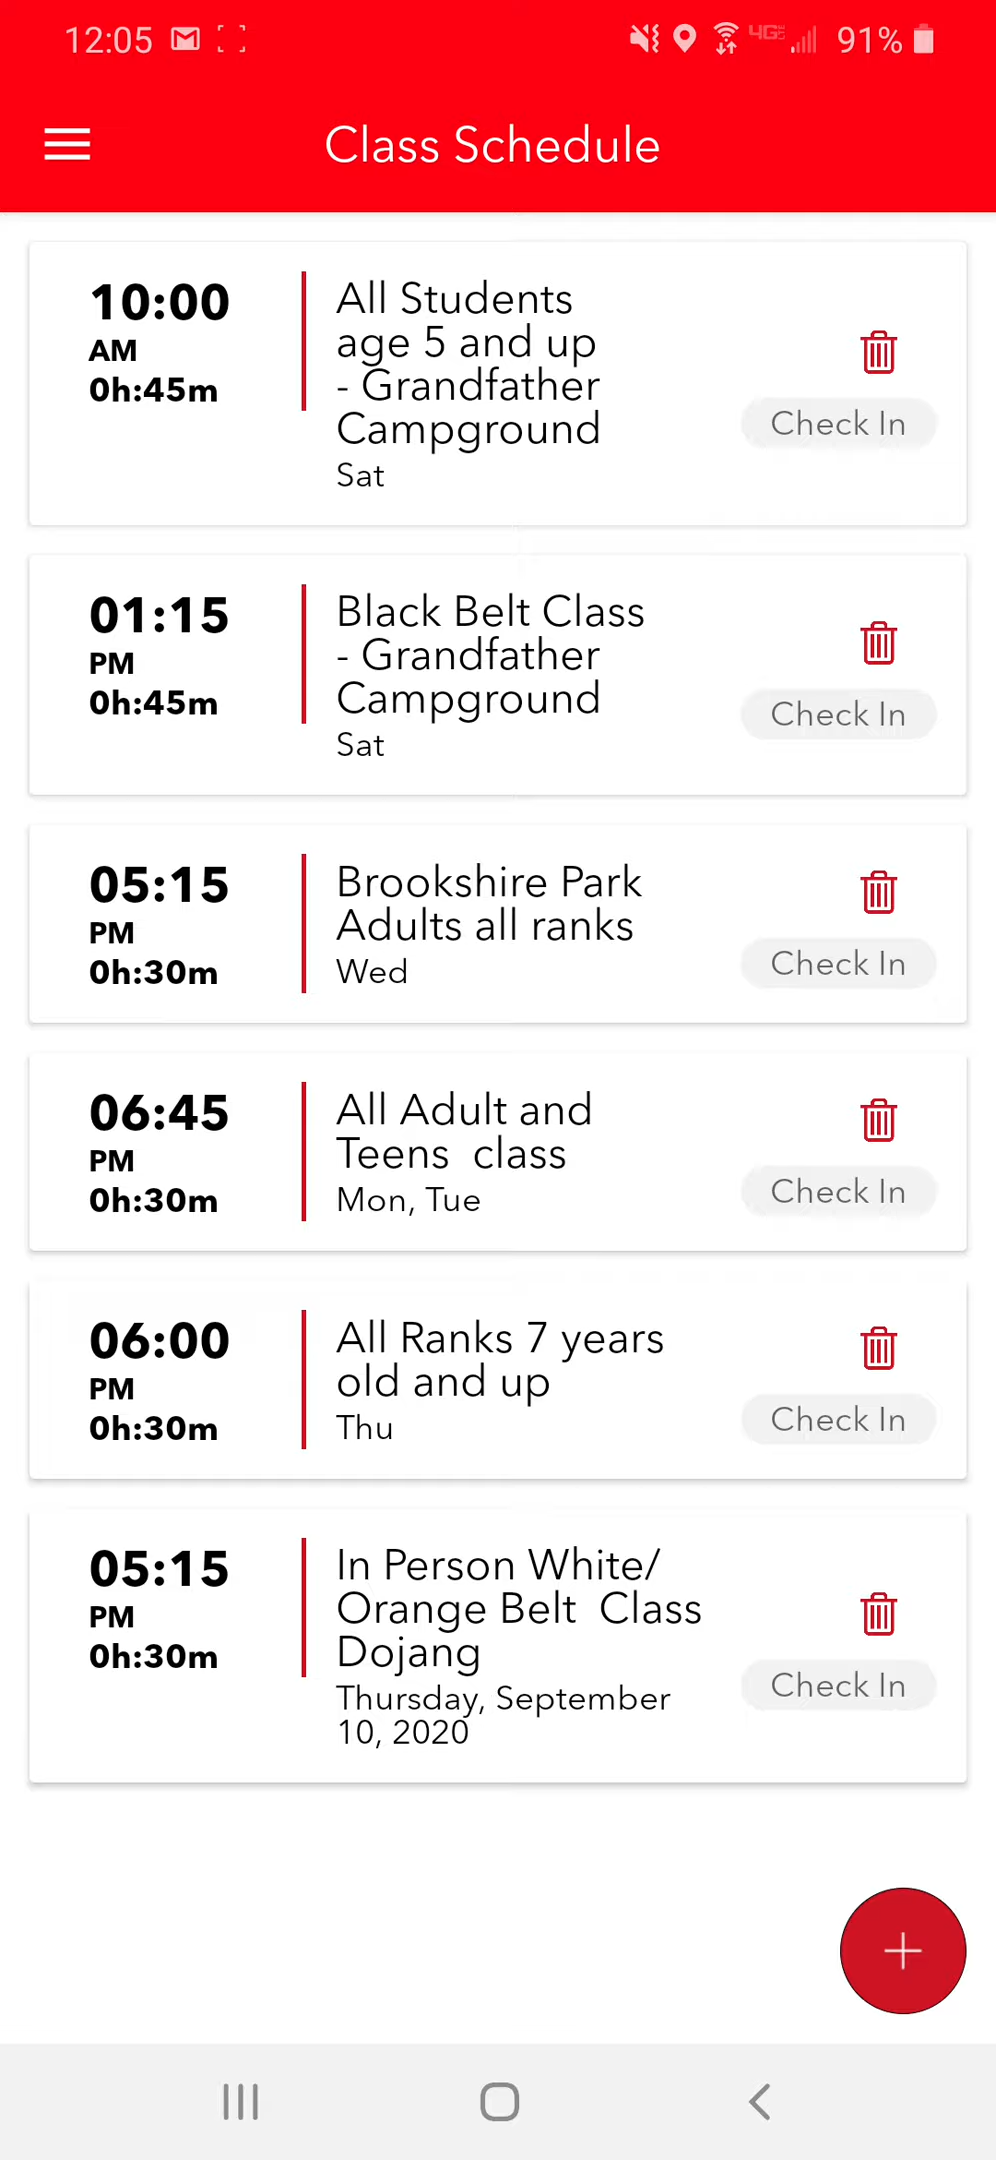 12:05 4G 91%
Class Schedule
10:00
AM
0h:45m
All Students
age 5 and up
- Grandfather
Campground
Sat
Check In
01:15
PM
0h:45m
Black Belt Class
- Grandfather
Campground
Sat
Check In
05:15
PM
0h:30m
Brookshire Park
Adults all ranks
Wed
Check In
06:45
PM
0h:30m
All Adult and
Teens  class
Mon, Tue
Check In
06:00
PM
0h:30m
All Ranks 7 years
old and up
Thu
Check In
05:15
PM
0h:30m
In Person White/
Orange Belt  Class
Dojang
Thursday, September
10, 2020
Check In